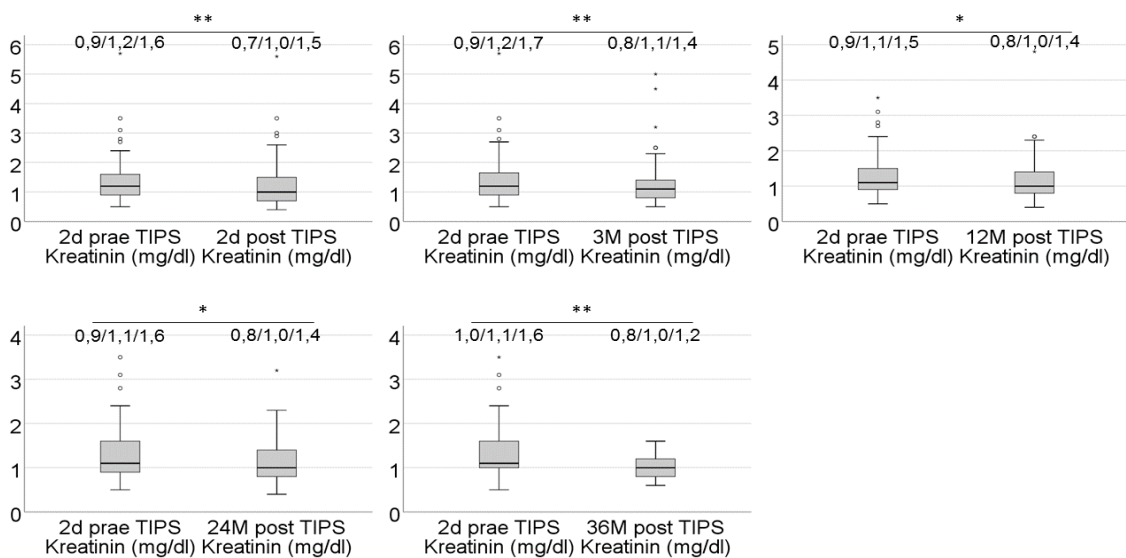 ** ** *
0,9/1,2/1,6 0,7/1,0/1,5 0,9/1,2/1,7 0,8/1,1/1,4 0,9/1,1/1,5 0,8/1,0/1,4
6 6 5
5 5 4
4 4 3
3 3 2
2 2 1
1 1 0
0 0
2d prae TIPS 2d post TIPS 2d prae TIPS 3M post TIPS 2d prae TIPS 12M post TIPS
Kreatinin (mg/dl) Kreatinin (mg/dl) Kreatinin (mg/dl) Kreatinin (mg/dl) Kreatinin (mg/dl) Kreatinin (mg/dl)
* **
0,9/1,1/1,6 0,8/1,0/1,4 1,0/1,1/1,6 0,8/1,0/1,2
4 4
3 3
2 2
1 1
0 0
2d prae TIPS 24M post TIPS 2d prae TIPS 36M post TIPS
Kreatinin (mg/dl) Kreatinin (mg/dl) Kreatinin (mg/dl) Kreatinin (mg/dl)